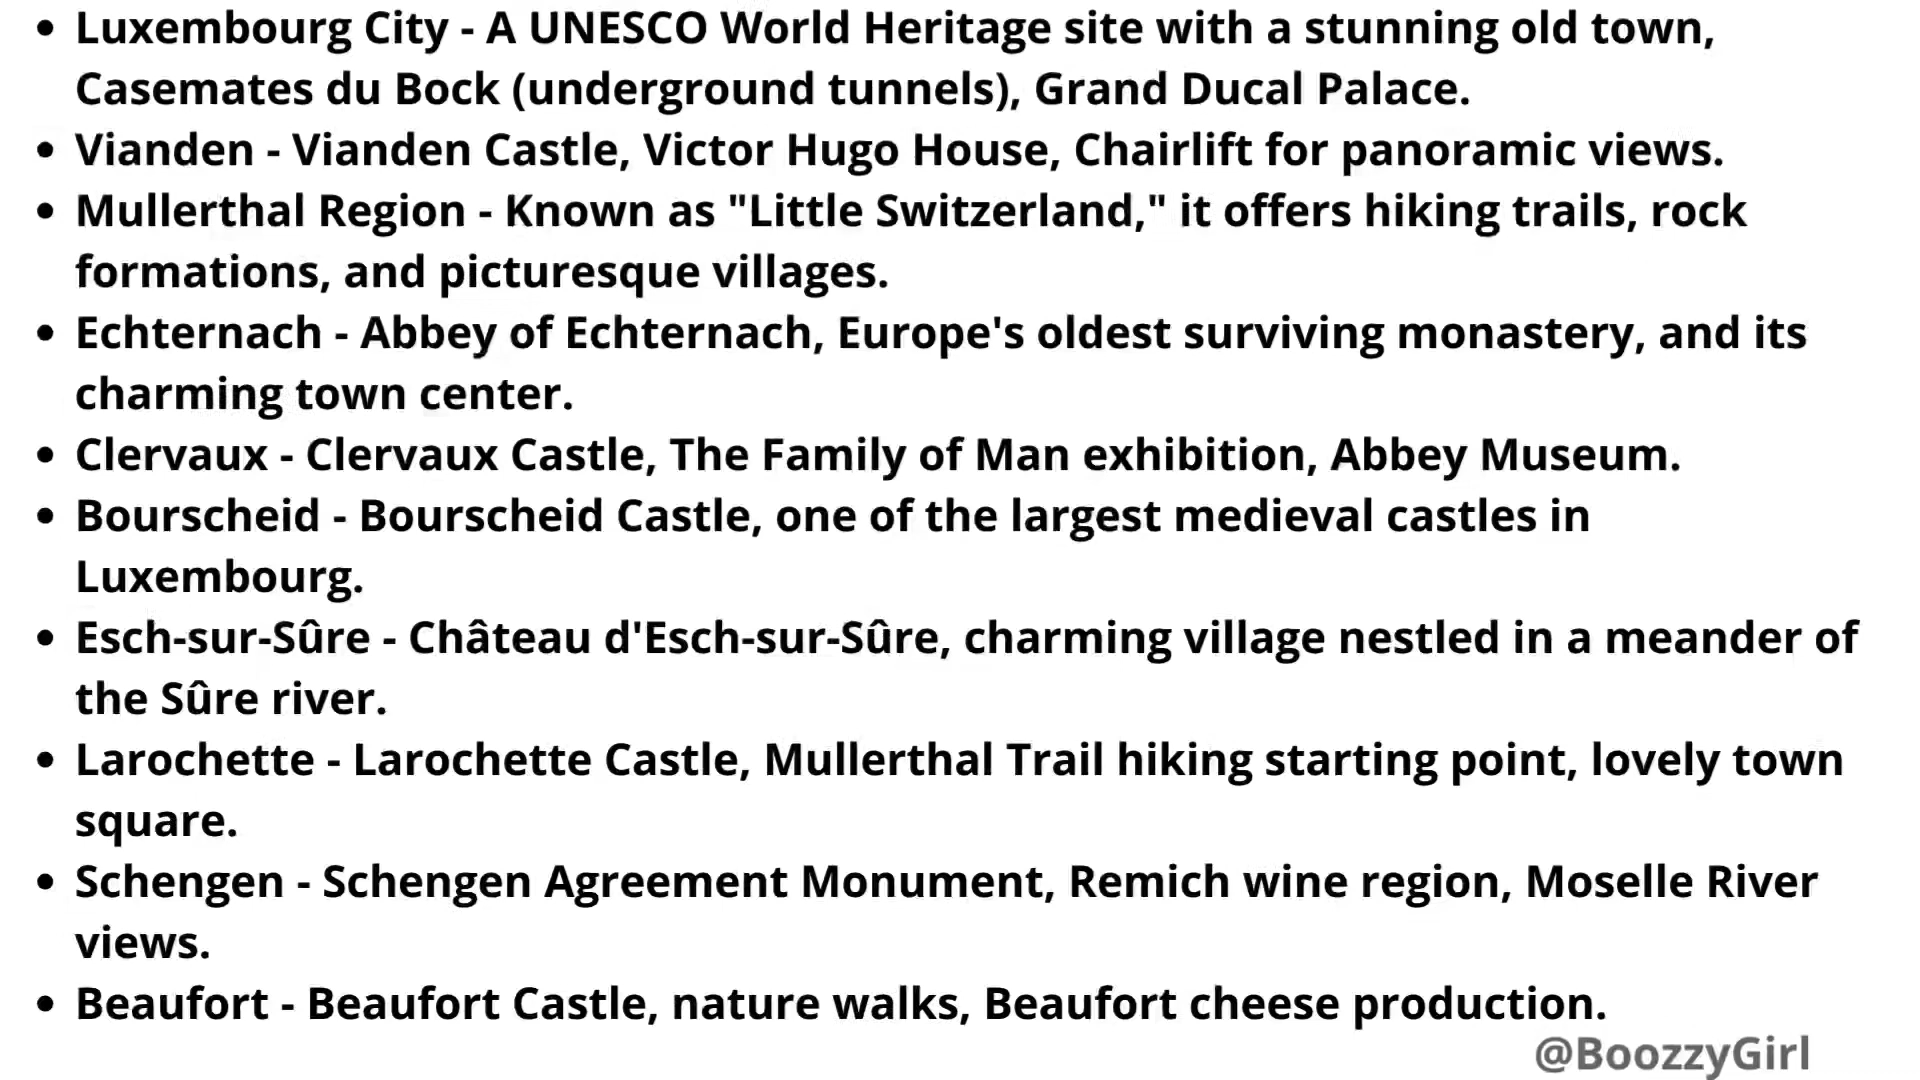 • Luxembourg City - A UNESCO World Heritage site with a stunning old town,
Casemates du Bock (underground tunnels), Grand Ducal Palace.
• Vianden - Vianden Castle, Victor Hugo House, Chairlift for panoramic views.
• Mullerthal Region - Known as "Little Switzerland," it offers hiking trails, rock
formations, and picturesque villages.
• Echternach - Abbey of Echternach, Europe's oldest surviving monastery, and its
charming town center.
• Clervaux - Clervaux Castle, The Family of Man exhibition, Abbey Museum.
• Bourscheid - Bourscheid Castle, one of the largest medieval castles in
Luxembourg.
• Esch-sur-Sûre - Château d'Esch-sur-Sûre, charming village nestled in a meander of
the Sûre river.
• Larochette - Larochette Castle, Mullerthal Trail hiking starting point, lovely town
square.
• Schengen - Schengen Agreement Monument, Remich wine region, Moselle River
views.
• Beaufort - Beaufort Castle, nature walks, Beaufort cheese production.
@BoozzyGirl